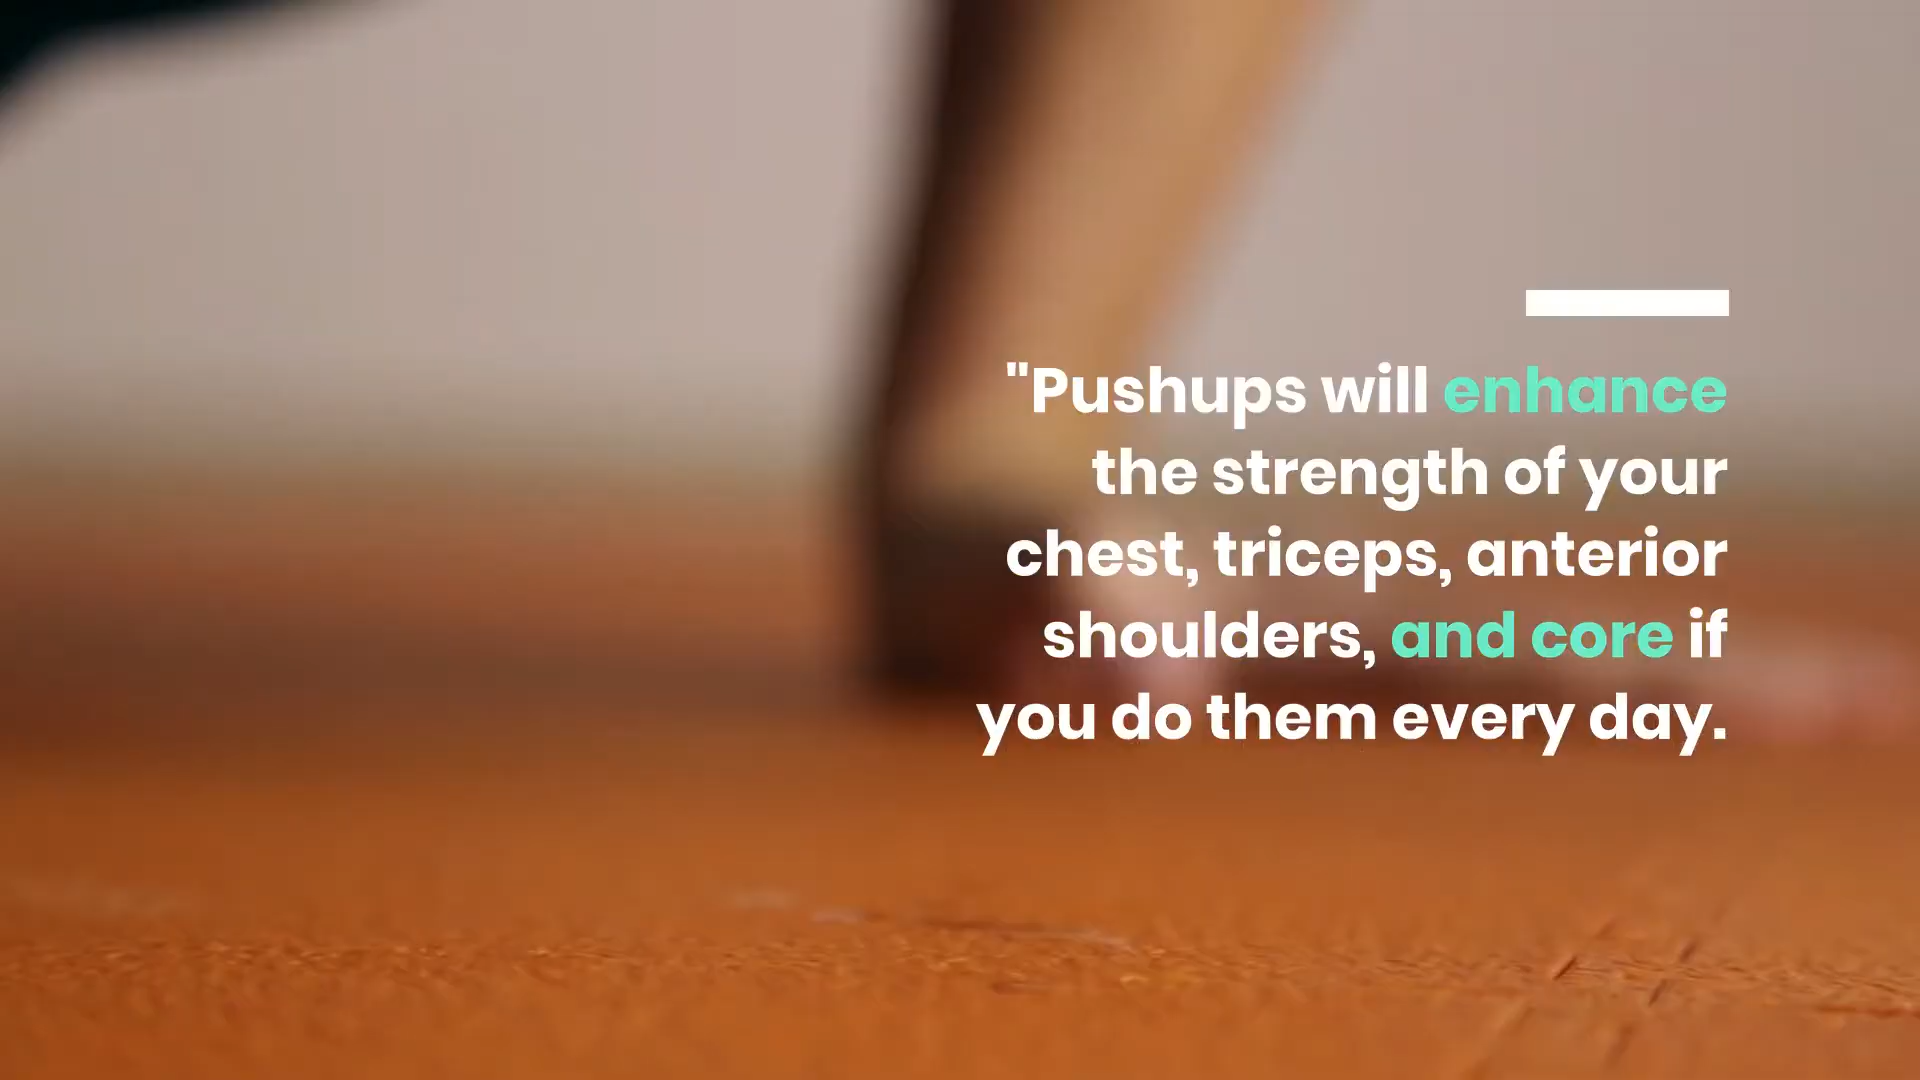 "Pushups will enhance
the strength of your
chest, triceps, anterior
shoulders, and core if
you do them every day.